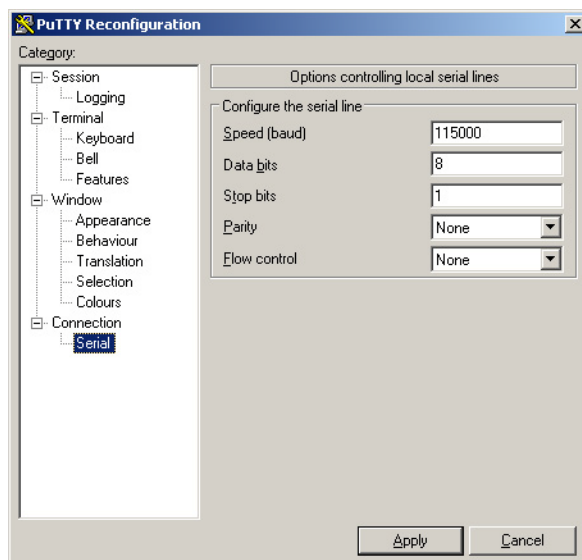 PuTTY Reconfiguration
Category:
Session
Logging
Terminal
Keyboard
Bell
Features
Window
Appearance
Behaviour
Translation
Selection
Colours
Connection
Serial
Options controlling local serial lines
Configure the serial line
Speed (baud) 115000
Data bits 8
Stop bits 1
Parity None
Flow control None
Apply Cancel